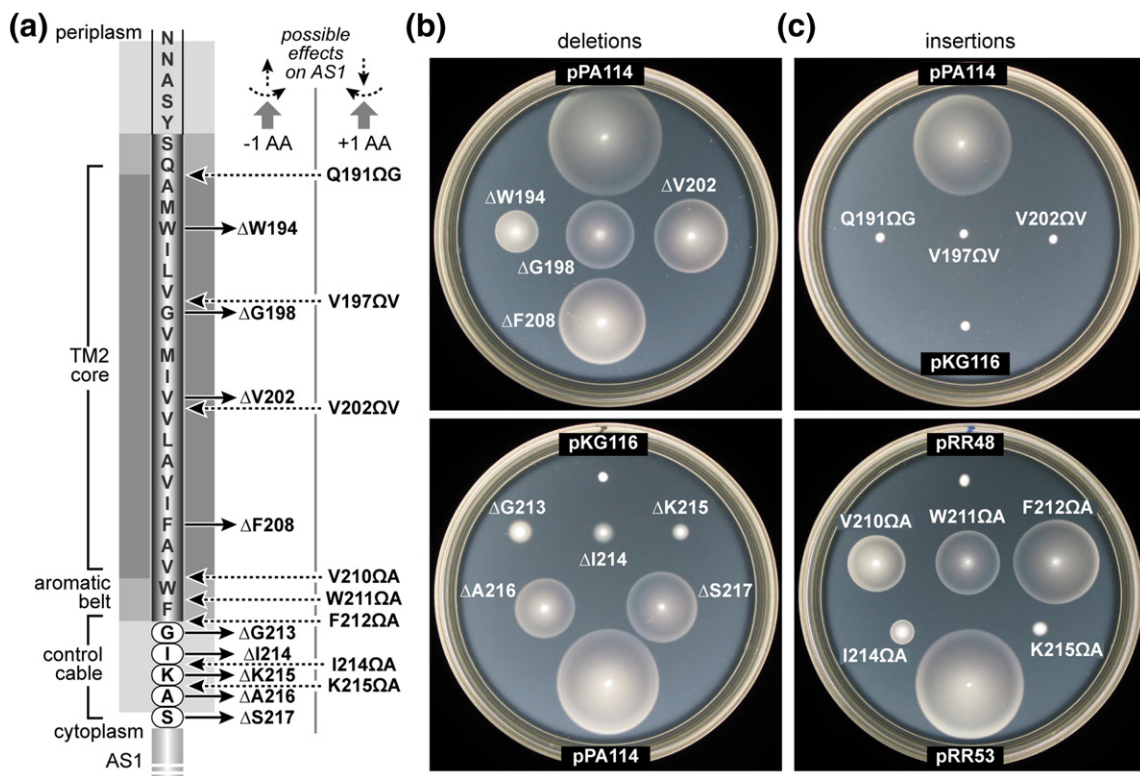 (a)
periplasm
N
N
A
S
Y
S
Q
A
M
W
I
L
V
G
V
M
I
V
V
L
A
V
I
F
A
V
W
F
G
I
K
A
S
possible
effects
on AS1
-1 AA
+1 AA
TM2
core
aromatic
belt
control
cable
cytoplasm
AS1
Q191ΩG
ΔW194
V197ΩV
ΔG198
ΔV202
V202ΩV
ΔF208
V210ΩA
W211ΩA
F212ΩA
ΔG213
ΔI214
I214ΩA
ΔK215
K215ΩA
ΔA216
ΔS217
(b)
deletions
pPA114
ΔW194
ΔV202
ΔG198
ΔF208
pKG116
ΔG213
ΔK215
ΔI214
ΔA216
ΔS217
pPA114
(c)
insertions
pPA114
Q191ΩG
V202ΩV
V197ΩV
pKG116
pRR48
V210ΩA
W211ΩA
F212ΩA
I214ΩA
K215ΩA
pRR53